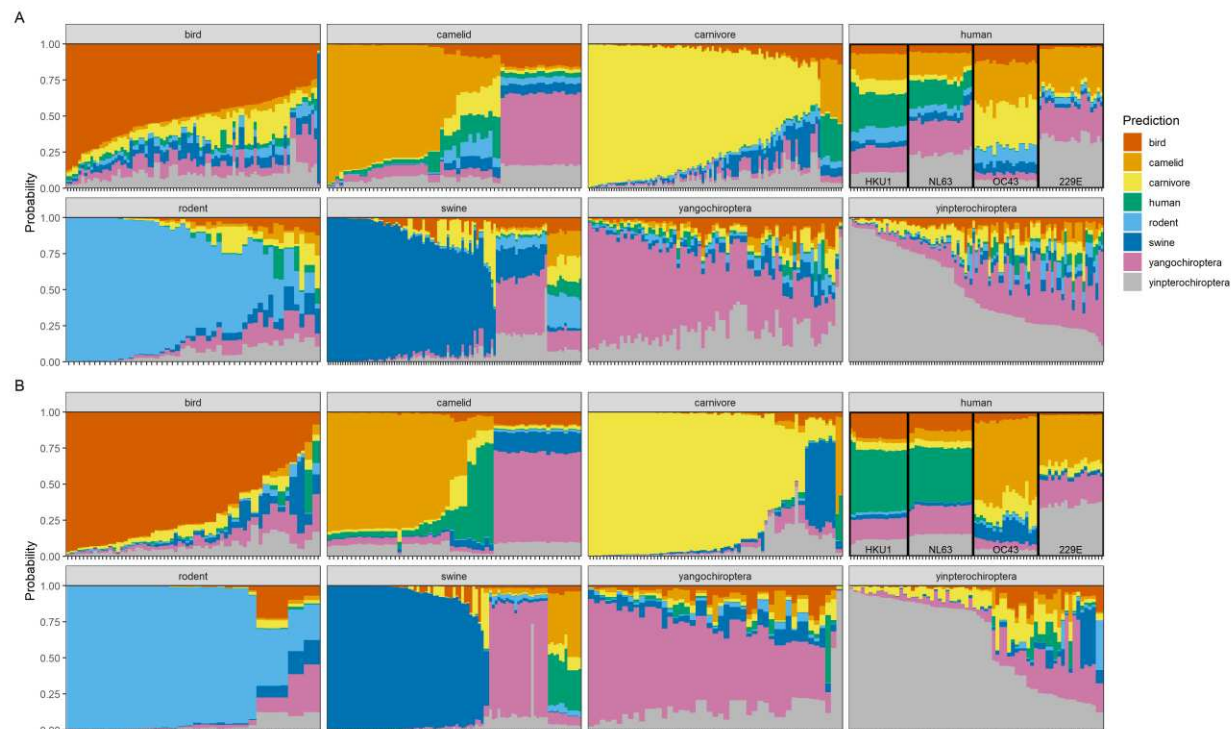 A
bird camelid carnivore human
1.00
0.75
0.50
0.25
0.00
HKU1 NL63 OC43 229E
Probability
rodent swine yangochiroptera yinpterochiroptera
1.00
0.75
0.50
0.25
0.00
Prediction
bird
camelid
carnivore
human
rodent
swine
yangochiroptera
yinpterochiroptera
B
bird camelid carnivore human
1.00
0.75
0.50
0.25
0.00
HKU1 NL63 OC43 229E
Probability
rodent swine yangochiroptera yinpterochiroptera
1.00
0.75
0.50
0.25
0.00